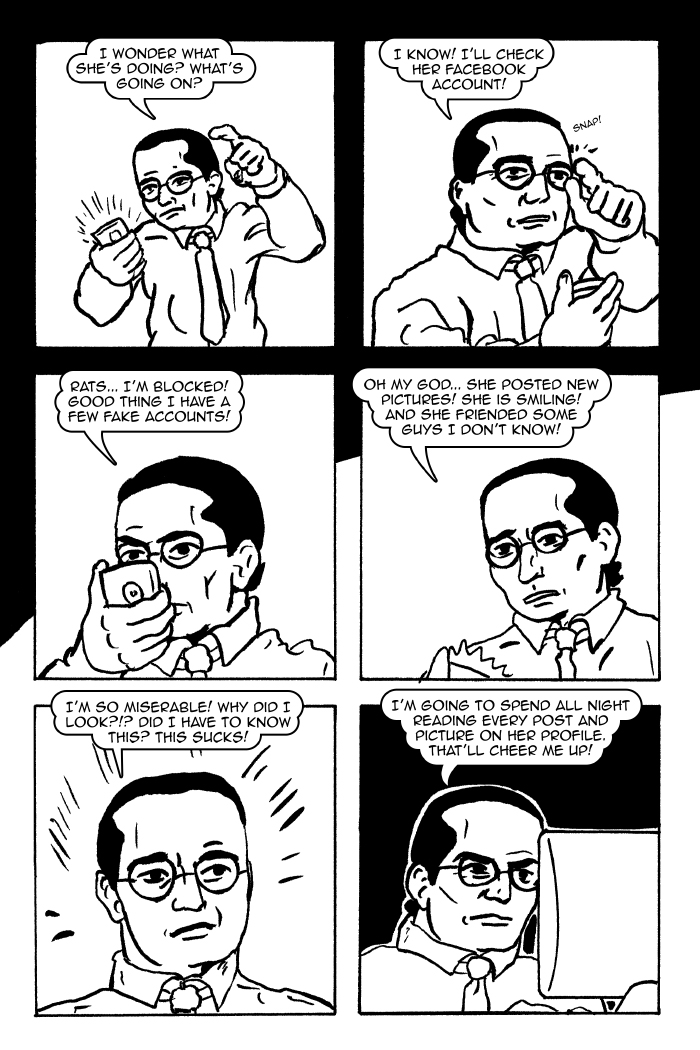 I WONDER WHAT
SHE'S DOING? WHAT'S
GOING ON?
I KNOW! I'LL CHECK
HER FACEBOOK
ACCOUNT!
SNAP!
RATS... I'M BLOCKED!
GOOD THING I HAVE A
FEW FAKE ACCOUNTS!
OH MY GOD... SHE POSTED NEW
PICTURES! SHE IS SMILING!
AND SHE FRIENDED SOME
GUYS I DON'T KNOW!
I'M SO MISERABLE! WHY DID I
LOOK?!? DID I HAVE TO KNOW
THIS? THIS SUCKS!
I'M GOING TO SPEND ALL NIGHT
READING EVERY POST AND
PICTURE ON HER PROFILE.
THAT'LL CHEER ME UP!